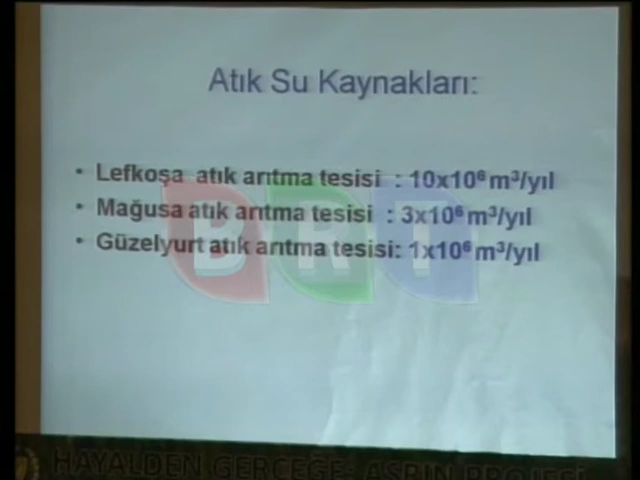 Atık Su Kaynakları:
• Lefkoşa atık arıtma tesisi : 10x10⁶ m³/yıl
• Mağusa atık arıtma tesisi : 3x10⁶ m³/yıl
• Güzelyurt atık arıtma tesisi: 1x10⁶ m³/yıl
BRT
HAYALDEN GERÇEĞE ASRIN PROJESİ